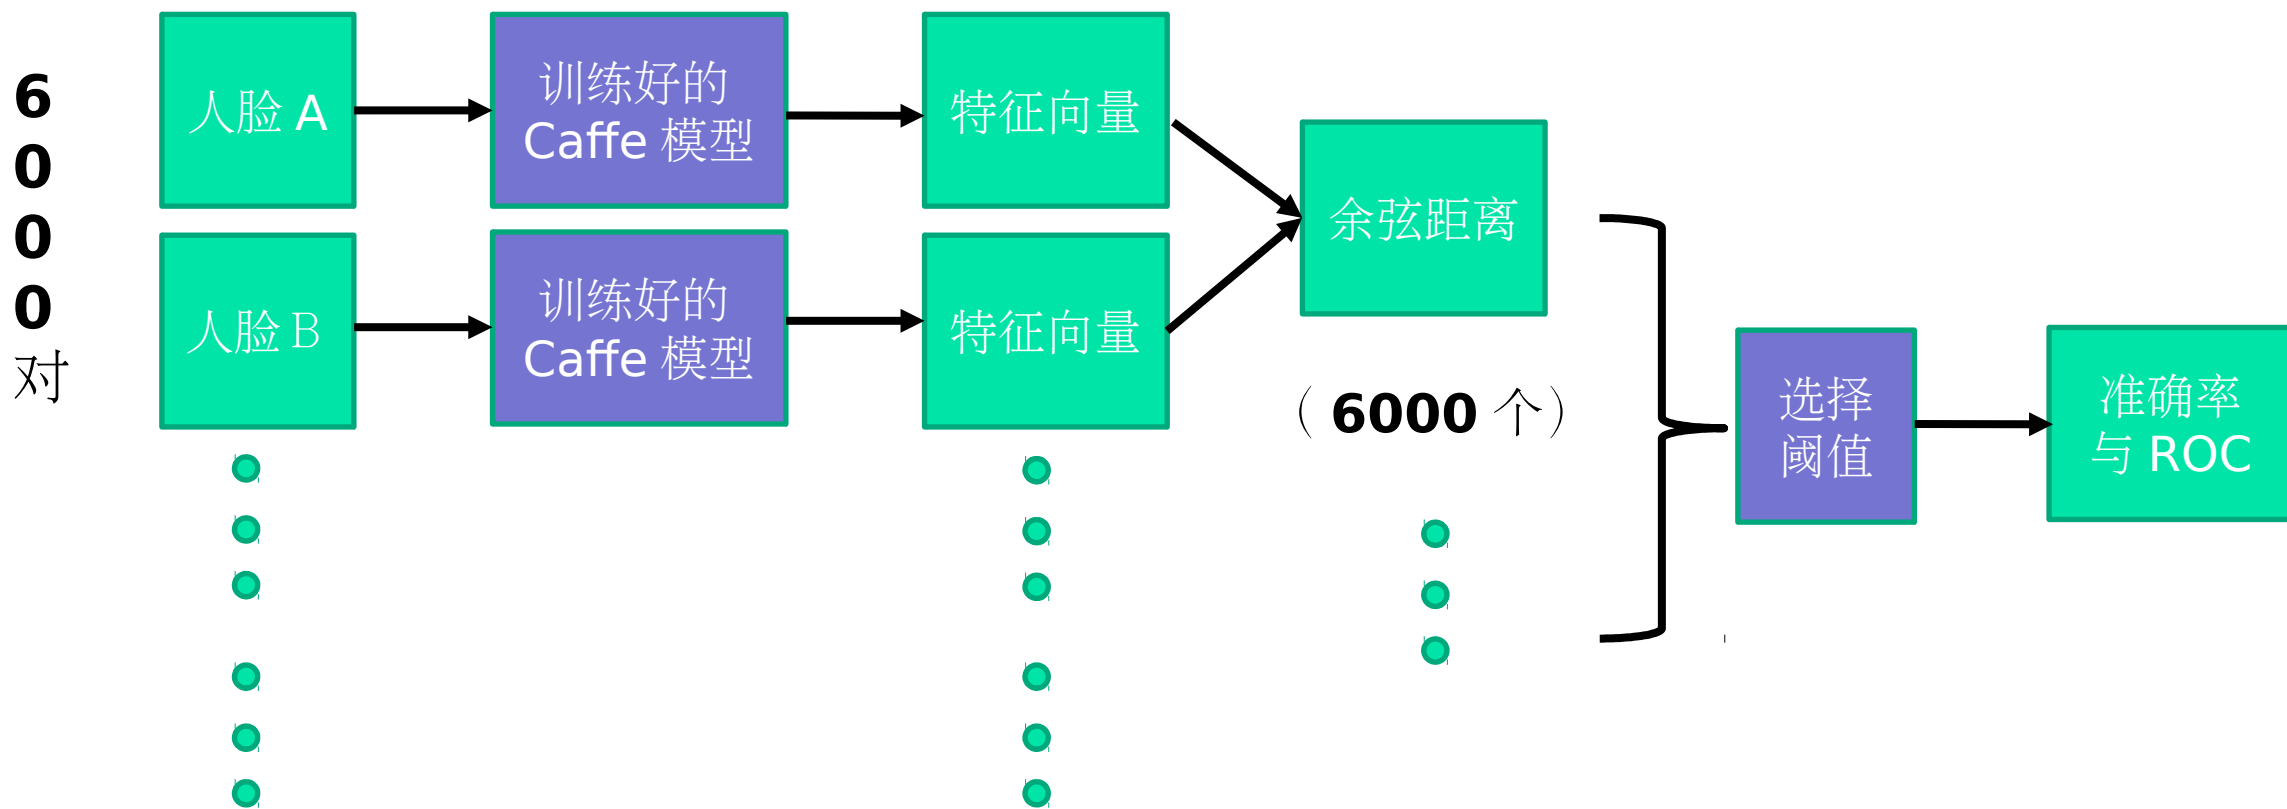 6
0
0
0
对
人脸 A
训练好的
Caffe 模型
特征向量
人脸 B
训练好的
Caffe 模型
特征向量
余弦距离
（ 6000 个）
选择
阈值
准确率
与 ROC